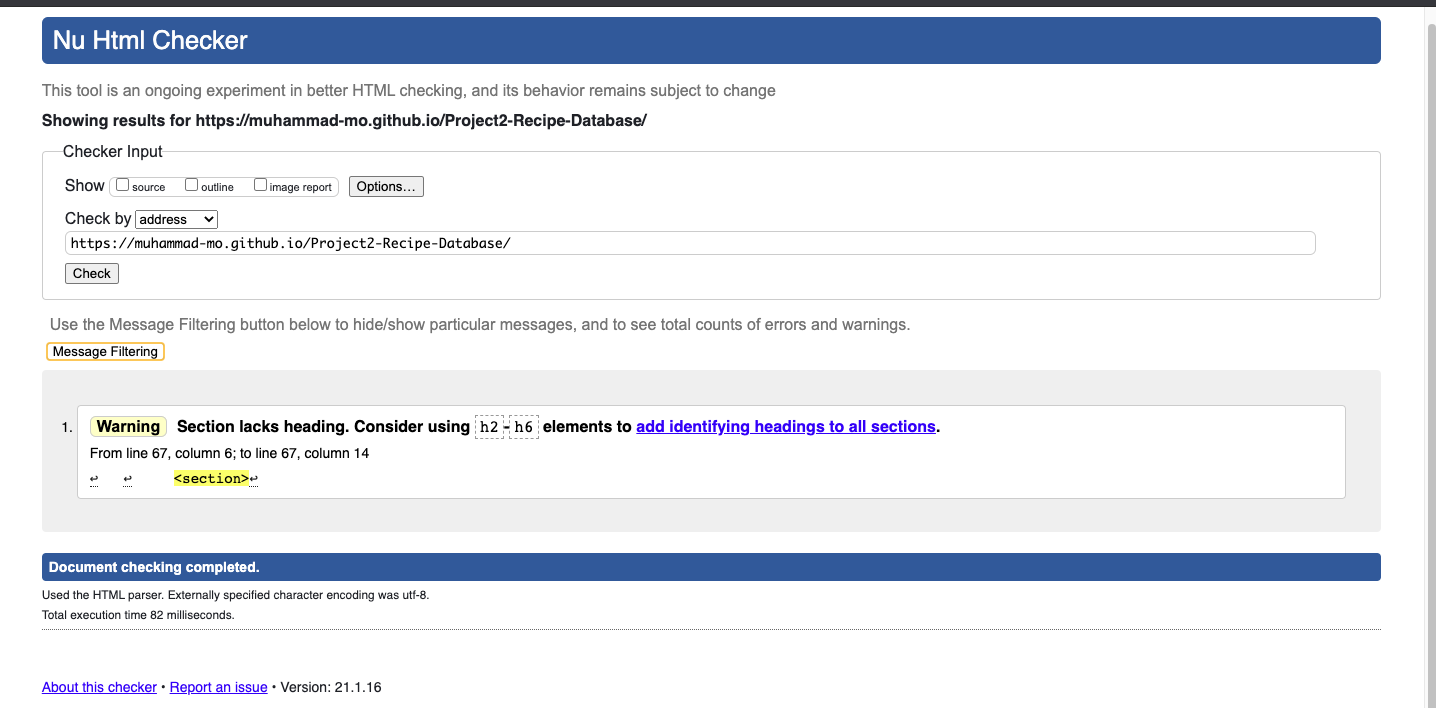 Nu Html Checker
This tool is an ongoing experiment in better HTML checking, and its behavior remains subject to change
Showing results for https://muhammad-mo.github.io/Project2-Recipe-Database/
Checker Input
Show source outline image report Options...
Check by address
https://muhammad-mo.github.io/Project2-Recipe-Database/
Check
Use the Message Filtering button below to hide/show particular messages, and to see total counts of errors and warnings.
Message Filtering
1. Warning Section lacks heading. Consider using h2-h6 elements to add identifying headings to all sections.
From line 67, column 6; to line 67, column 14
↩ ↩ <section>↩
Document checking completed.
Used the HTML parser. Externally specified character encoding was utf-8.
Total execution time 82 milliseconds.
About this checker • Report an issue • Version: 21.1.16